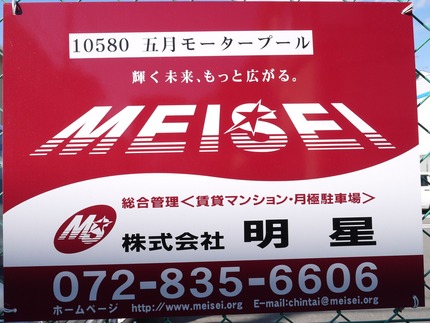 10580 五月モータープール
輝く未来、もっと広がる。
MEISEI
総合管理<賃貸マンション・月極駐車場>
MS 株式会社 明星
072-835-6606
ホームページ http://www.meisei.org E-mail:chintai@meisei.org